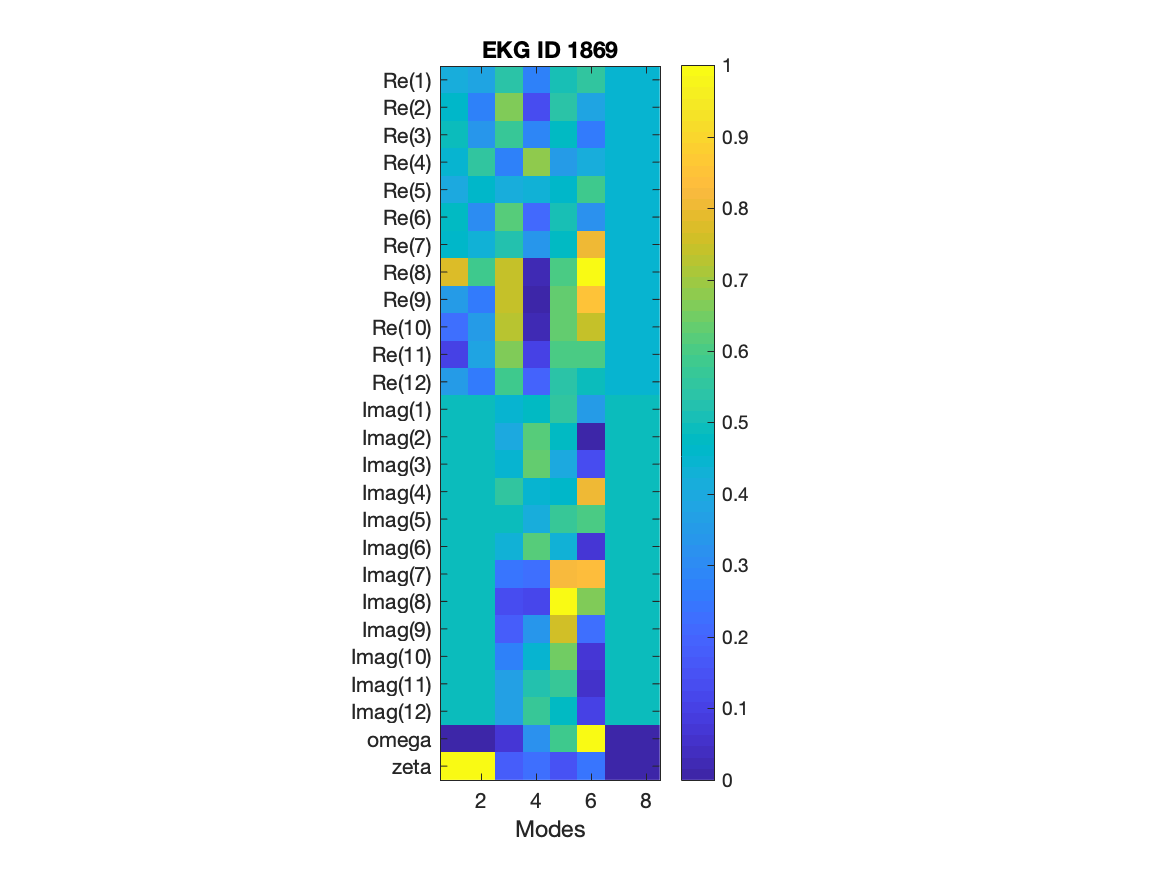 EKG ID 1869
Re(1)
Re(2)
Re(3)
Re(4)
Re(5)
Re(6)
Re(7)
Re(8)
Re(9)
Re(10)
Re(11)
Re(12)
Imag(1)
Imag(2)
Imag(3)
Imag(4)
Imag(5)
Imag(6)
Imag(7)
Imag(8)
Imag(9)
Imag(10)
Imag(11)
Imag(12)
omega
zeta
2 4 6 8
Modes
1
0.9
0.8
0.7
0.6
0.5
0.4
0.3
0.2
0.1
0